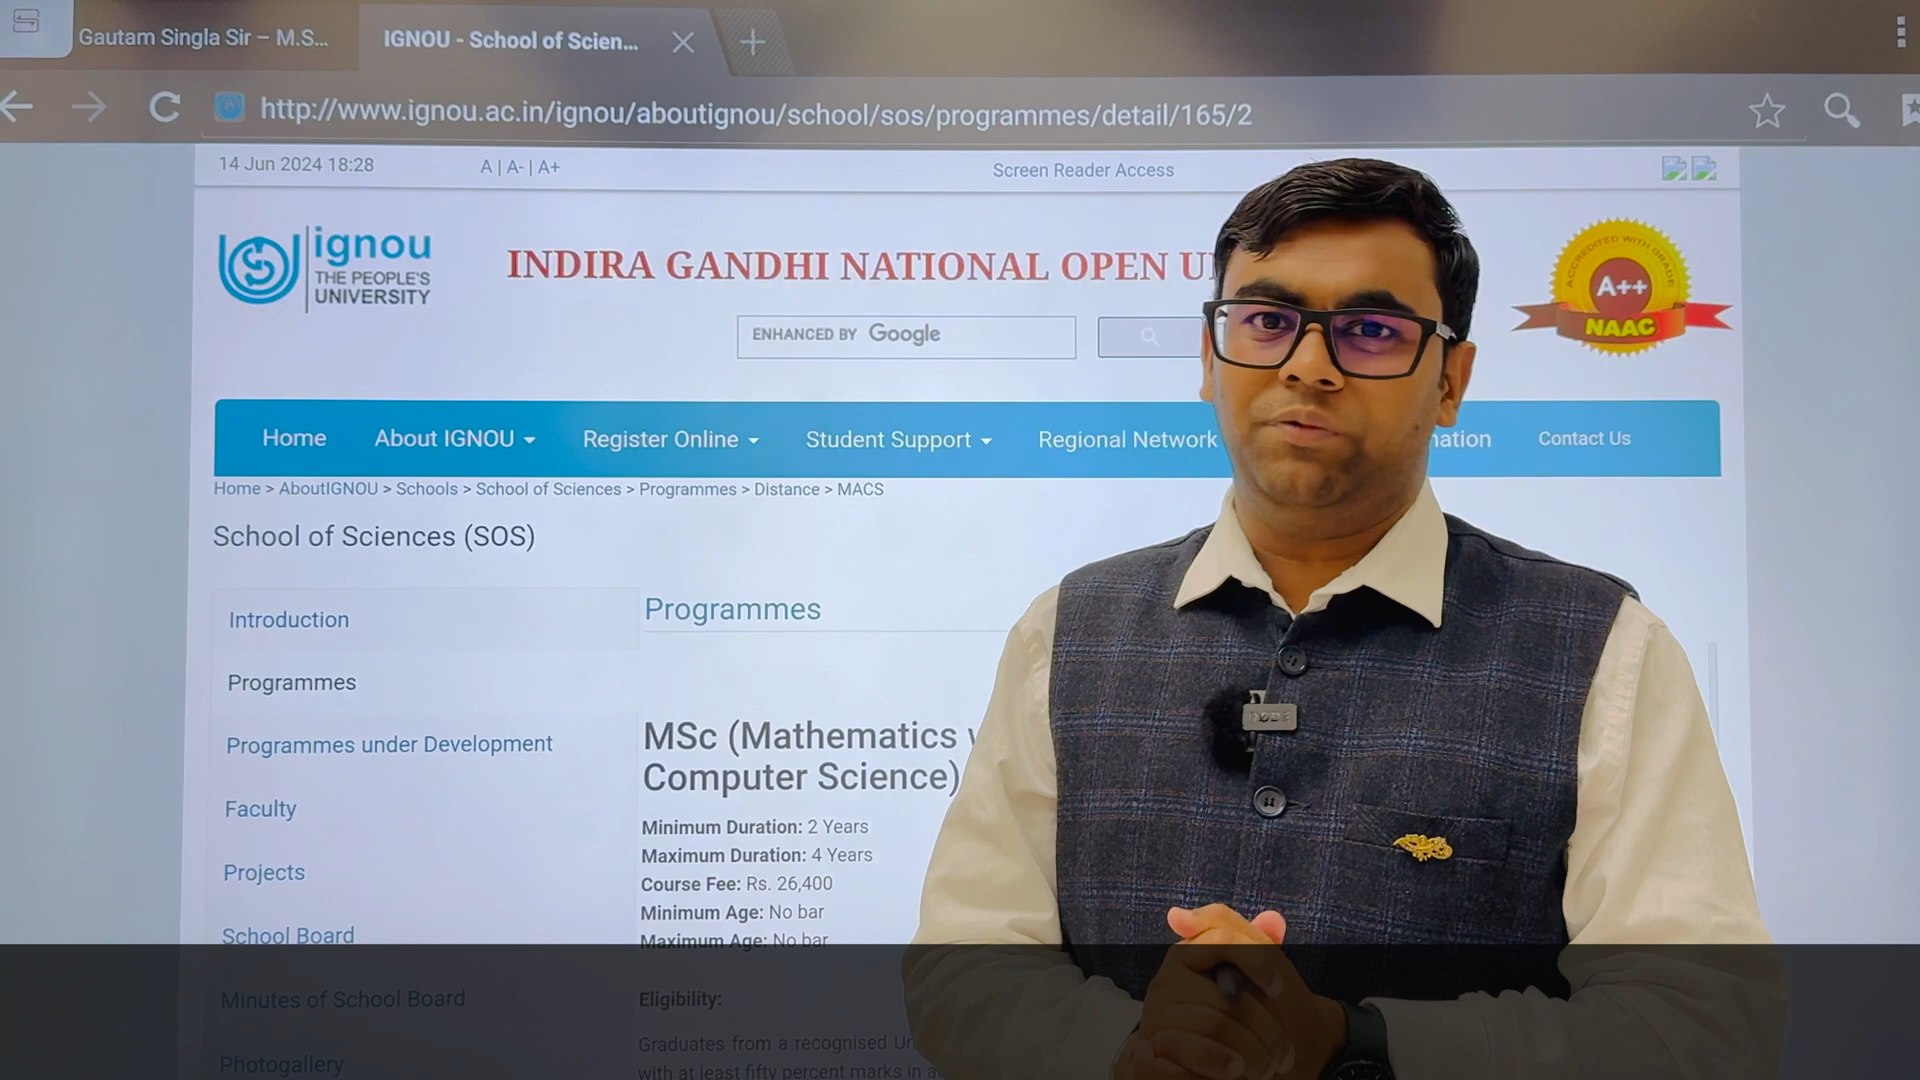 Gautam Singla Sir – M.S...
IGNOU - School of Scien...
http://www.ignou.ac.in/ignou/aboutignou/school/sos/programmes/detail/165/2
14 Jun 2024 18:28
A | A- | A+
Screen Reader Access
ignou
THE PEOPLE'S
UNIVERSITY
INDIRA GANDHI NATIONAL OPEN
ENHANCED BY Google
ACCREDITED WITH GRADE
A++
NAAC
Home
About IGNOU
Register Online
Student Support
Regional Network
Contact Us
Home > AboutIGNOU > Schools > School of Sciences > Programmes > Distance > MACS
School of Sciences (SOS)
Introduction
Programmes
Programmes under Development
Faculty
Projects
School Board
Minutes of School Board
Photogallery
Programmes
MSc (Mathematics
Computer Science)
Minimum Duration: 2 Years
Maximum Duration: 4 Years
Course Fee: Rs. 26,400
Minimum Age: No bar
Maximum Age: No bar
Eligibility:
Graduates from a recognised
with at least fifty percent marks in
RODE